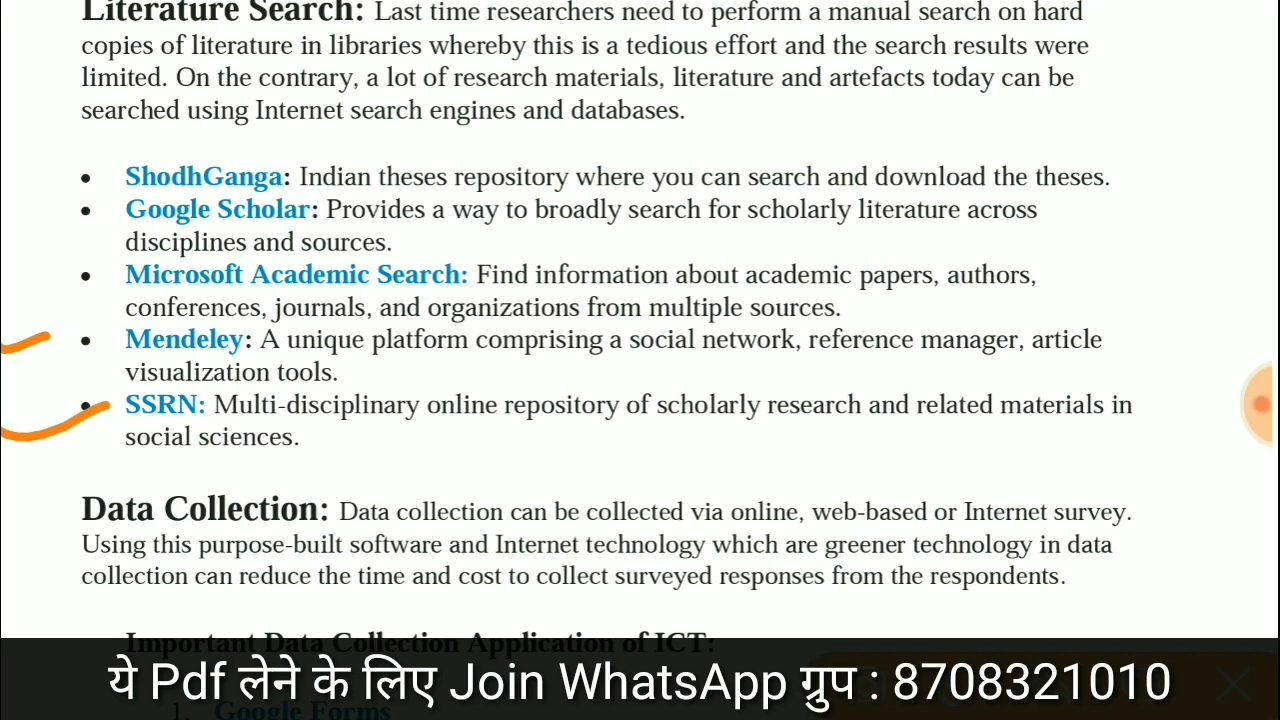 Literature Search: Last time researchers need to perform a manual search on hard
copies of literature in libraries whereby this is a tedious effort and the search results were
limited. On the contrary, a lot of research materials, literature and artefacts today can be
searched using Internet search engines and databases.
• ShodhGanga: Indian theses repository where you can search and download the theses.
• Google Scholar: Provides a way to broadly search for scholarly literature across
disciplines and sources.
• Microsoft Academic Search: Find information about academic papers, authors,
conferences, journals, and organizations from multiple sources.
• Mendeley: A unique platform comprising a social network, reference manager, article
visualization tools.
• SSRN: Multi-disciplinary online repository of scholarly research and related materials in
social sciences.
Data Collection: Data collection can be collected via online, web-based or Internet survey.
Using this purpose-built software and Internet technology which are greener technology in data
collection can reduce the time and cost to collect surveyed responses from the respondents.
Important Data Collection Application of ICT:
ये Pdf लेने के लिए Join WhatsApp ग्रुप : 8708321010
1. Google Forms